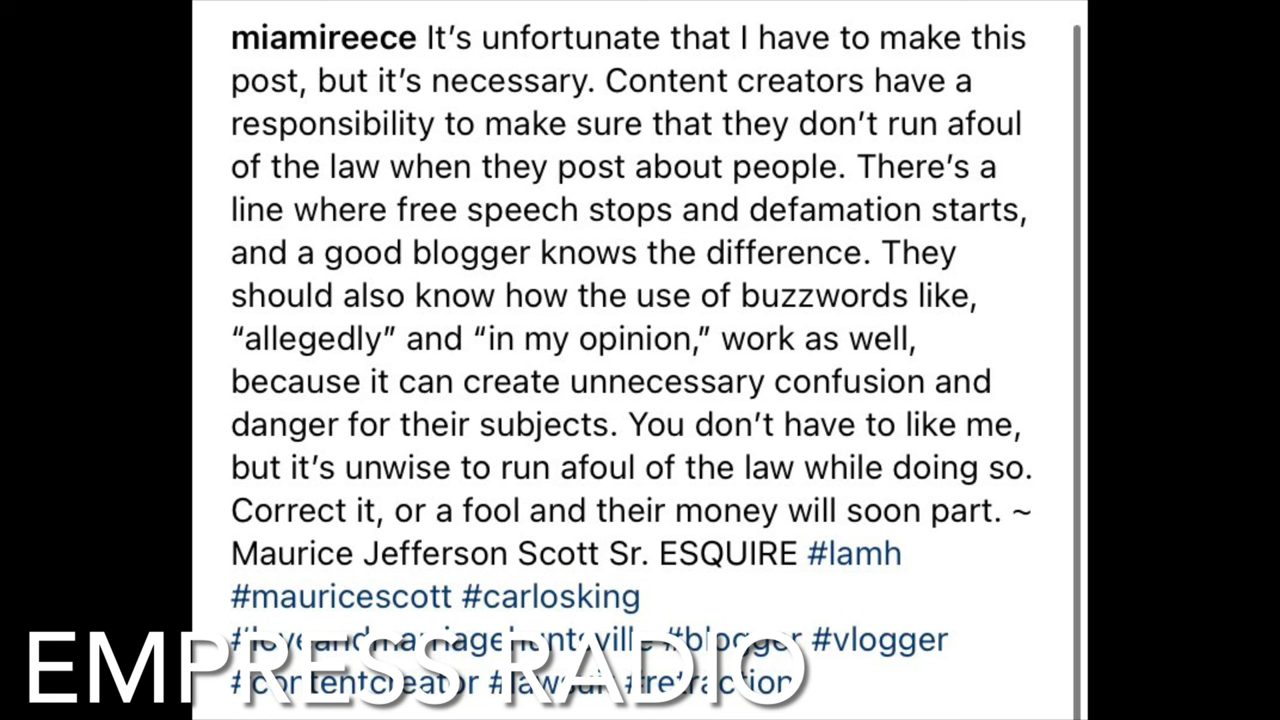 miamireece It’s unfortunate that I have to make this
post, but it’s necessary. Content creators have a
responsibility to make sure that they don’t run afoul
of the law when they post about people. There’s a
line where free speech stops and defamation starts,
and a good blogger knows the difference. They
should also know how the use of buzzwords like,
“allegedly” and “in my opinion,” work as well,
because it can create unnecessary confusion and
danger for their subjects. You don’t have to like me,
but it’s unwise to run afoul of the law while doing so.
Correct it, or a fool and their money will soon part. ~
Maurice Jefferson Scott Sr. ESQUIRE #lamh
#mauricescott #carlosking
#loveandmarriagehuntsville #blogger #vlogger
#contentcreator #lawsuit #retraction
EMPRESS RADIO